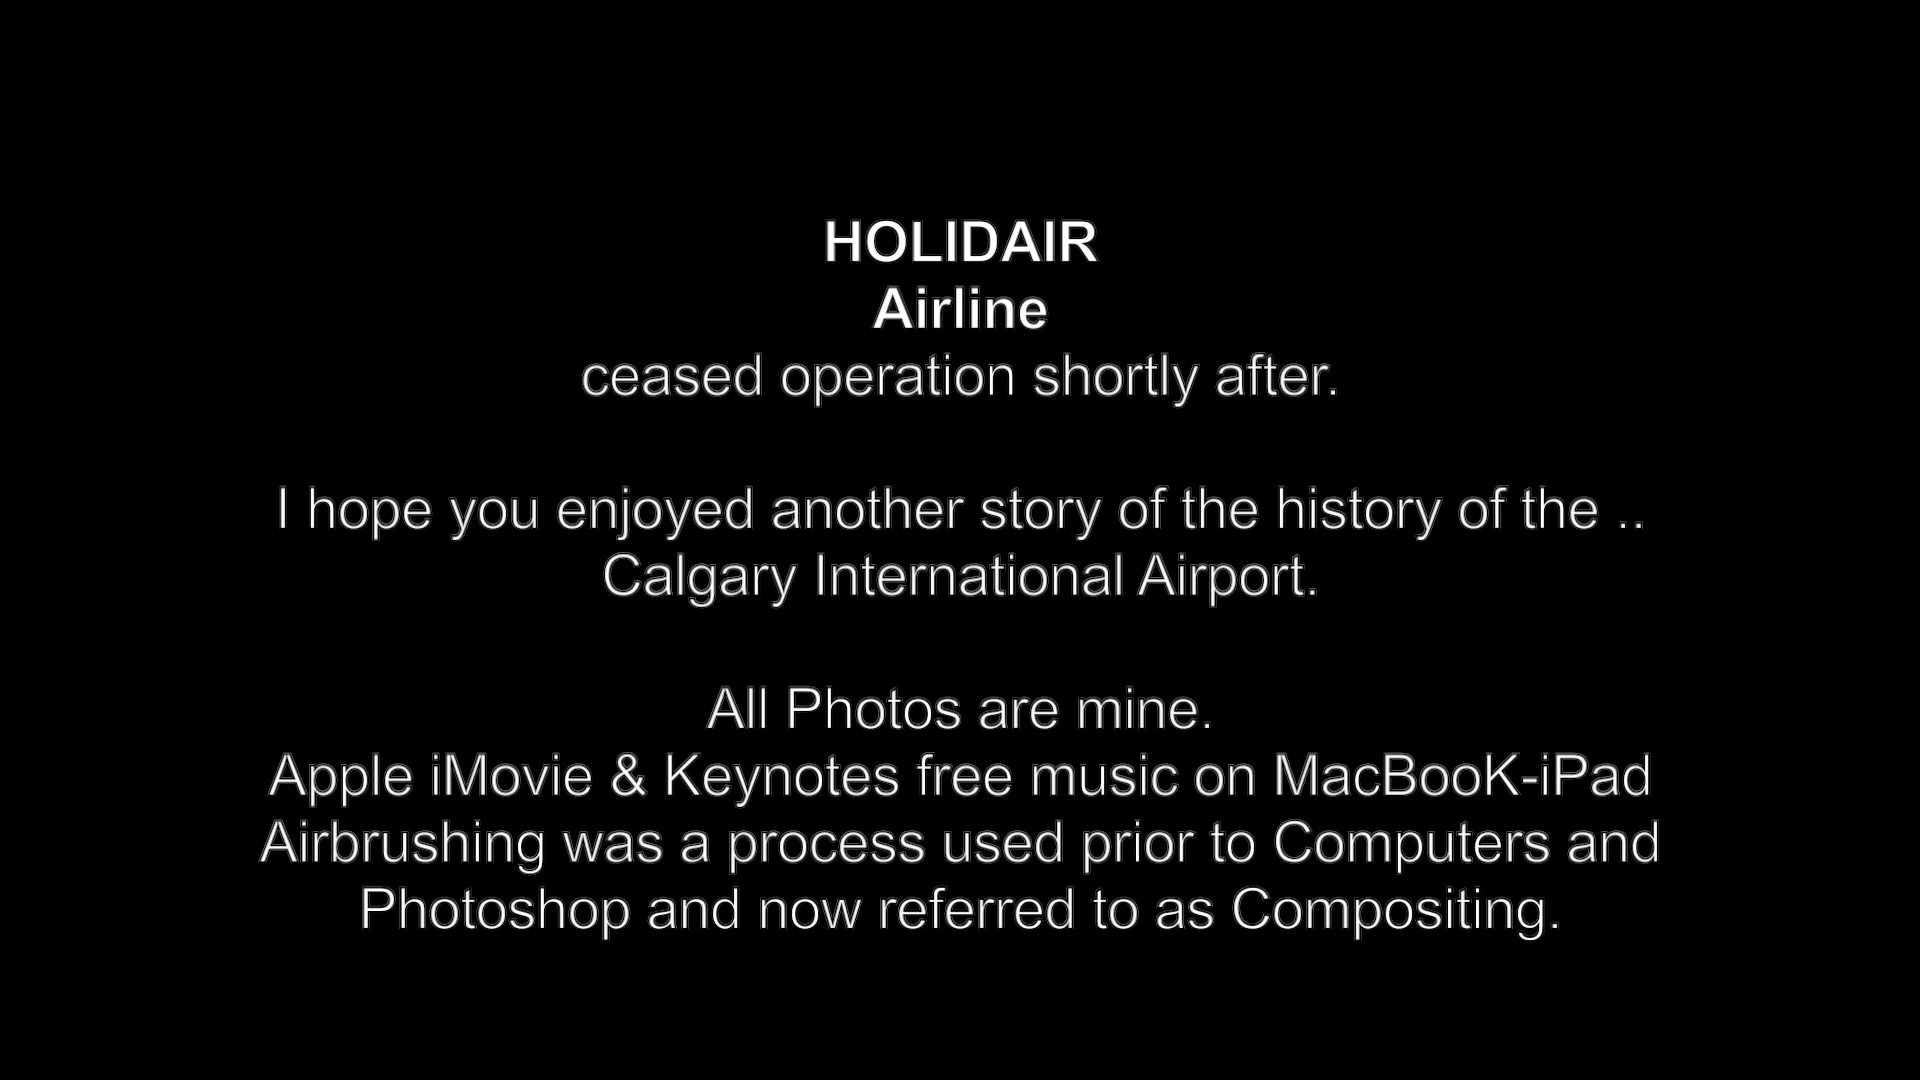 HOLIDAIR
Airline
ceased operation shortly after.
I hope you enjoyed another story of the history of the ..
Calgary International Airport.
All Photos are mine.
Apple iMovie & Keynotes free music on MacBooK-iPad
Airbrushing was a process used prior to Computers and
Photoshop and now referred to as Compositing.